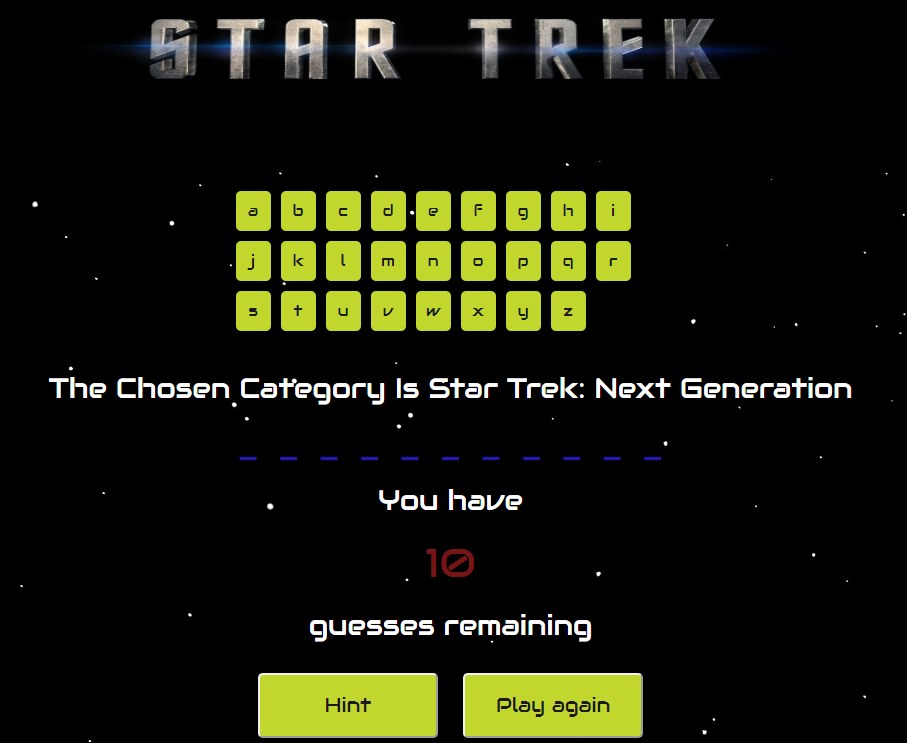 STAR TREK
a b c d e f g h i
j k l m n o p q r
s t u v w x y z
The Chosen Category Is Star Trek: Next Generation
_ _ _ _ _ _ _ _ _ _ _
You have
10
guesses remaining
Hint Play again